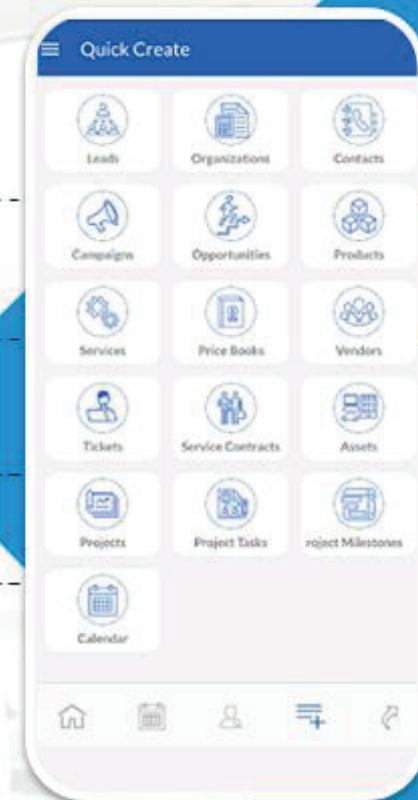 Quick Create
Leads Organizations Contacts
Campaigns Opportunities Products
Services Price Books Vendors
Tickets Service Contracts Assets
Projects Project Tasks roject Milestones
Calendar